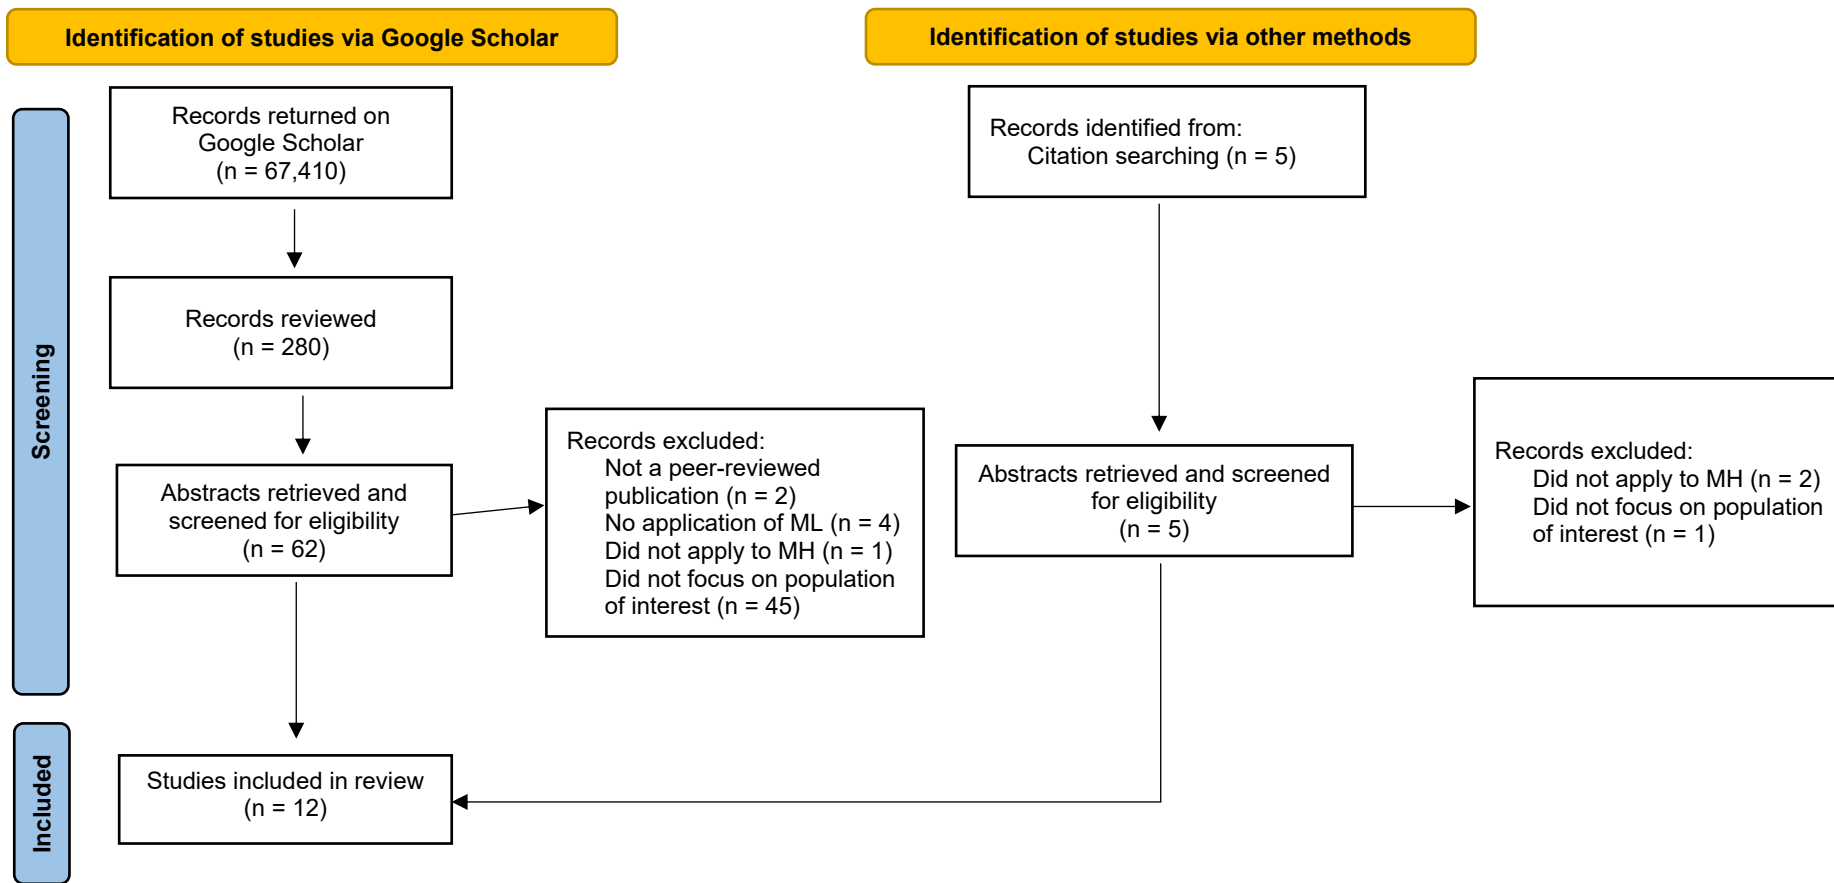 Identification of studies via Google Scholar
Identification of studies via other methods
Screening
Included
Records returned on
Google Scholar
(n = 67,410)
Records reviewed
(n = 280)
Abstracts retrieved and
screened for eligibility
(n = 62)
Records excluded:
Not a peer-reviewed
publication (n = 2)
No application of ML (n = 4)
Did not apply to MH (n = 1)
Did not focus on population
of interest (n = 45)
Studies included in review
(n = 12)
Records identified from:
Citation searching (n = 5)
Abstracts retrieved and screened
for eligibility
(n = 5)
Records excluded:
Did not apply to MH (n = 2)
Did not focus on population
of interest (n = 1)